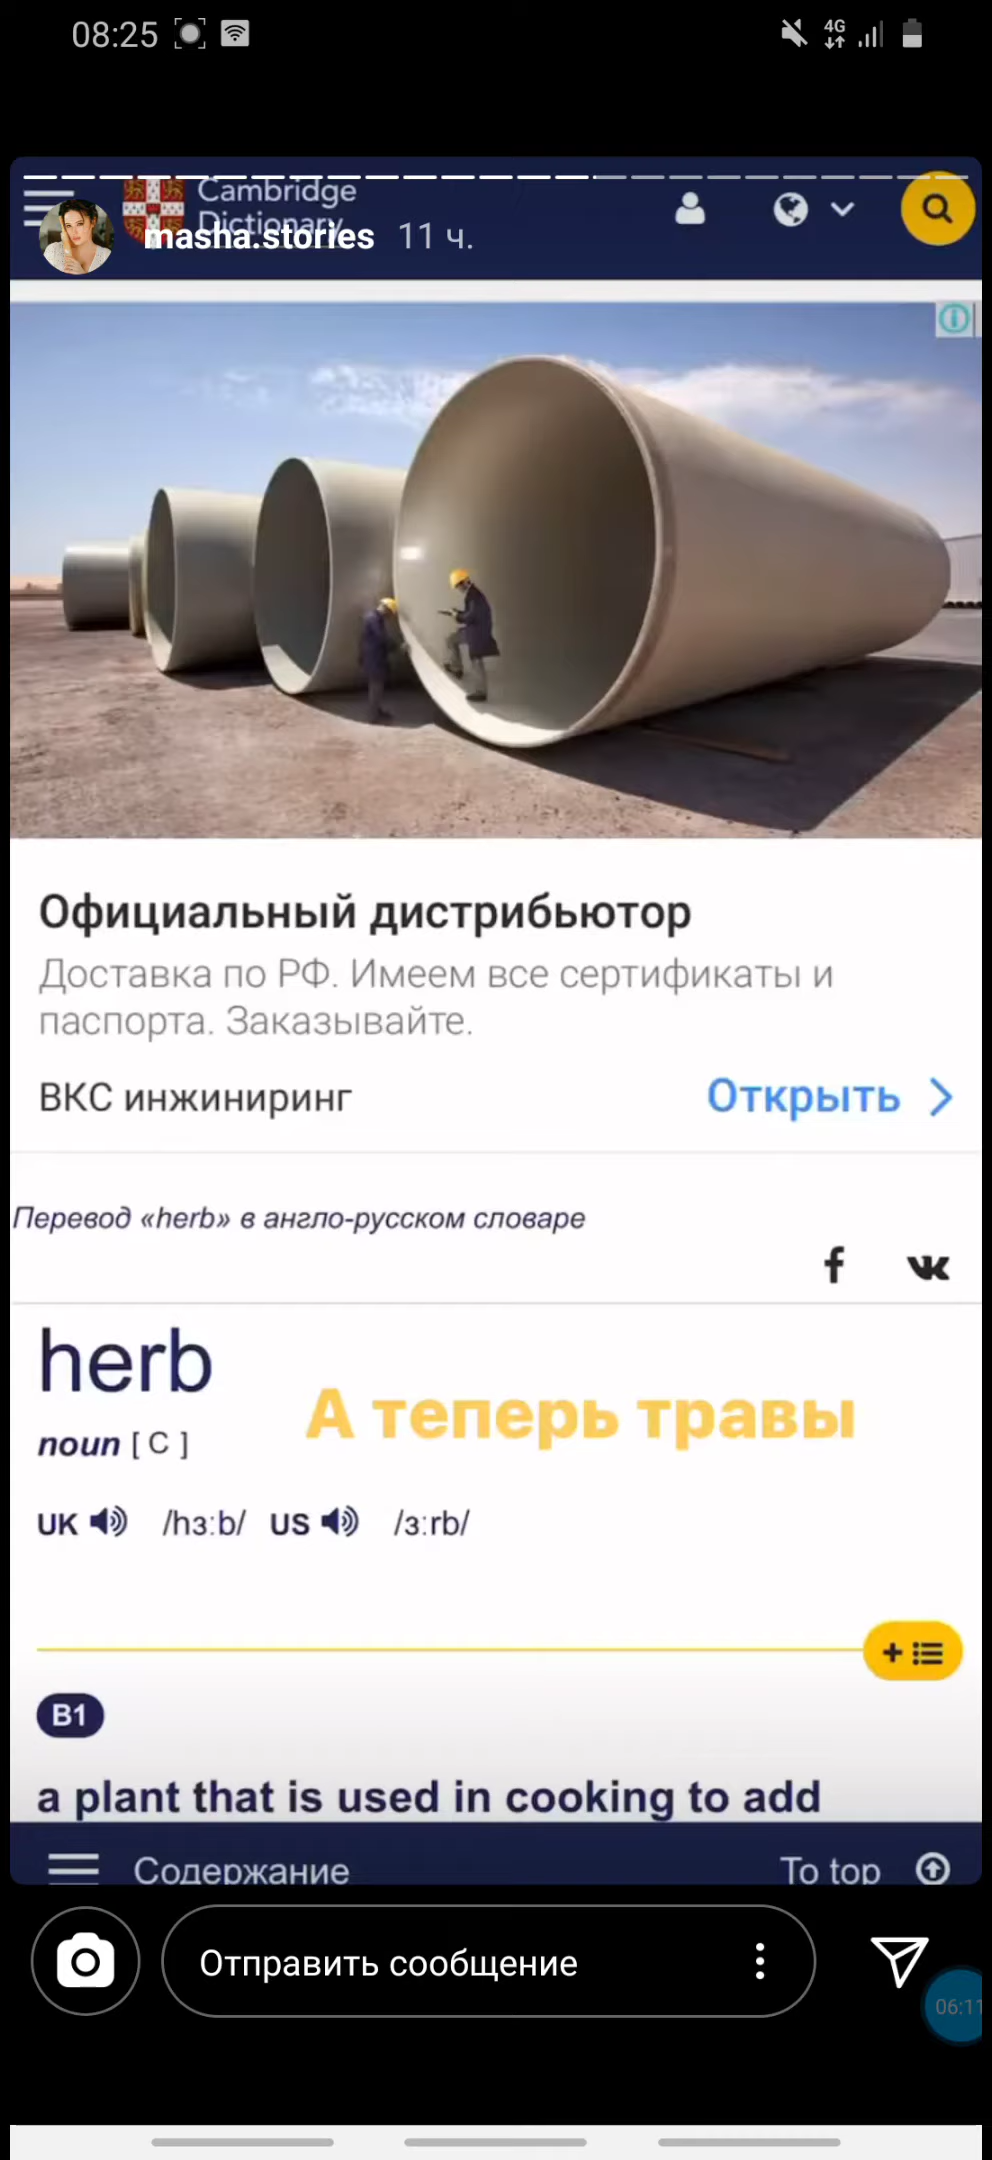 08:25
4G
Cambridge
Dictionary
masha.stories 11 ч.
Официальный дистрибьютор
Доставка по РФ. Имеем все сертификаты и
паспорта. Заказывайте.
ВКС инжиниринг
Открыть
Перевод «herb» в англо-русском словаре
herb
А теперь травы
noun [ C ]
UK /hɜːb/ US /ɜːrb/
B1
a plant that is used in cooking to add
Содержание
To top
Отправить сообщение
06:11